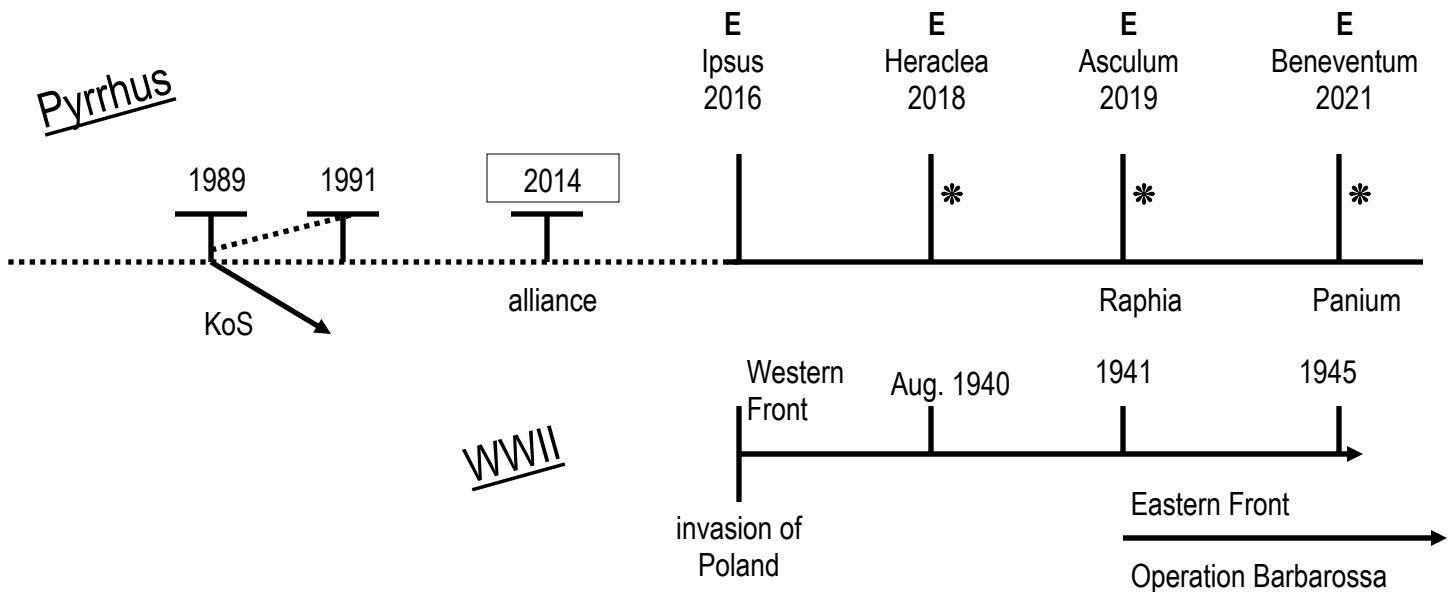 E E E E
Ipsus Heraclea Asculum Beneventum
2016 2018 2019 2021
Pyrrhus
1989 1991 2014
alliance Raphia Panium
KoS
Western
Front
Aug. 1940 1941 1945
WWII
invasion of
Poland
Eastern Front
Operation Barbarossa